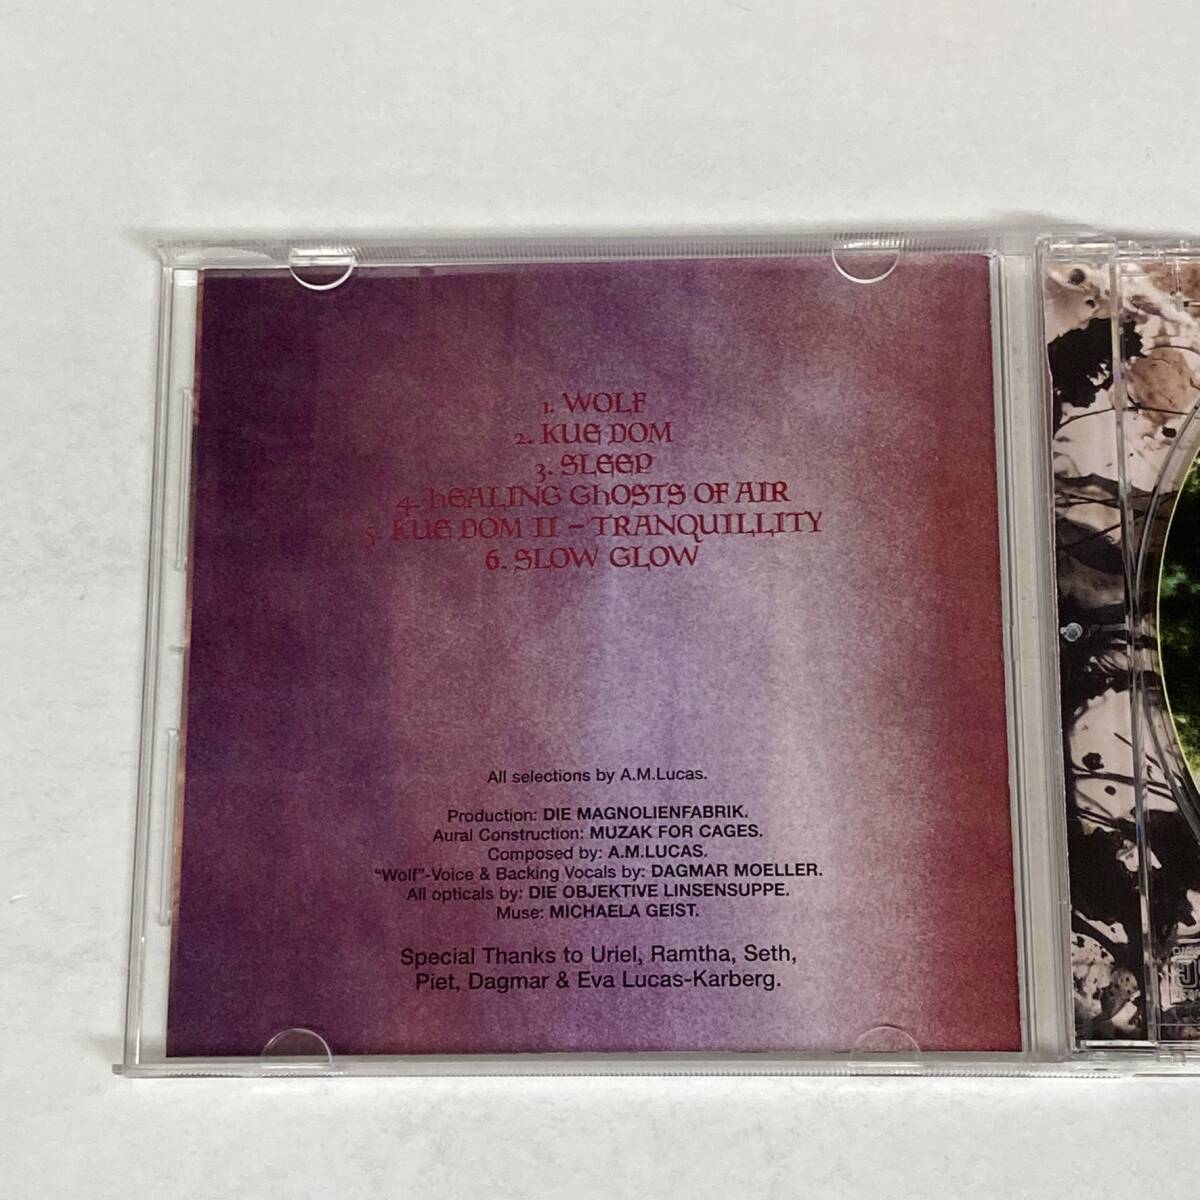 1. WOLF
2. KUE DOM
3. SLEEP
4. HEALING GHOSTS OF AIR
5. KUE DOM II – TRANQUILLITY
6. SLOW GLOW
All selections by A.M.Lucas.
Production: DIE MAGNOLIENFABRIK.
Aural Construction: MUZAK FOR CAGES.
Composed by: A.M.LUCAS.
"Wolf"-Voice & Backing Vocals by: DAGMAR MOELLER.
All opticals by: DIE OBJEKTIVE LINSENSUPPE.
Muse: MICHAELA GEIST.
Special Thanks to Uriel, Ramtha, Seth,
Piet, Dagmar & Eva Lucas-Karberg.